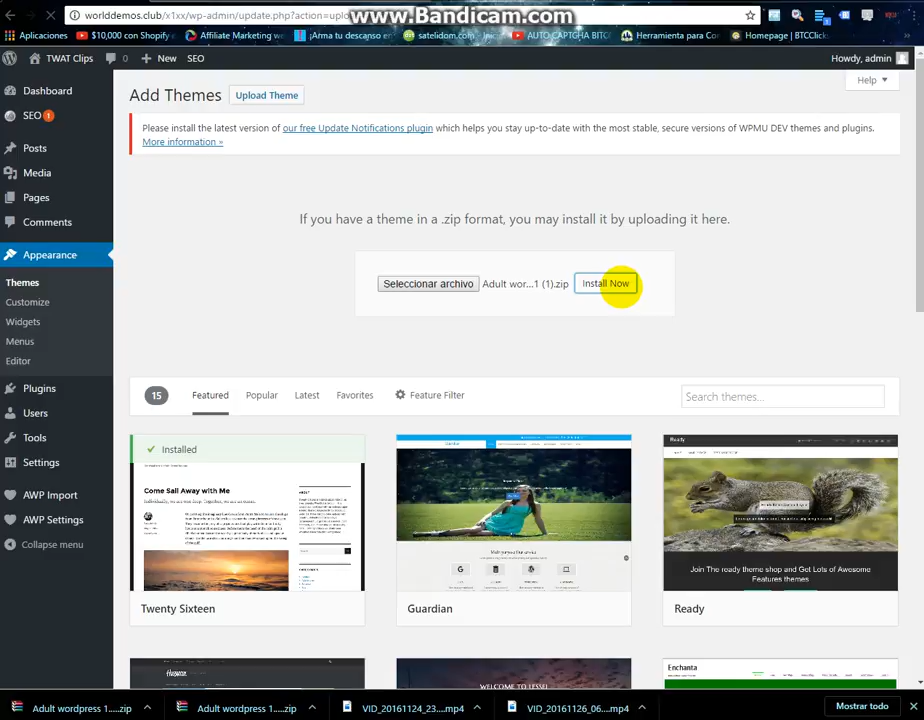 worlddemos.club/x1xx/wp-admin/update.php?action=uplo
www.Bandicam.com
Aplicaciones
$10,000 con Shopify
Affiliate Marketing
¡Arma tu descanso
satelidom.com
AUTO CAPTCHA BITCO
Herramienta para Co
Homepage | BTCClick
TWAT Clips
0
+ New
SEO
Howdy, admin
Help
Dashboard
SEO 1
Posts
Media
Pages
Comments
Appearance
Themes
Customize
Widgets
Menus
Editor
Plugins
Users
Tools
Settings
AWP Import
AWP Settings
Collapse menu
Add Themes
Upload Theme
Please install the latest version of our free Update Notifications plugin which helps you stay up-to-date with the most stable, secure versions of WPMU DEV themes and plugins.
More information »
If you have a theme in a .zip format, you may install it by uploading it here.
Seleccionar archivo Adult wor...1 (1).zip Install Now
15 Featured Popular Latest Favorites Feature Filter
Search themes...
Installed
Come Sail Away with Me
Twenty Sixteen
Guardian
Ready
Join The ready theme shop and Get Lots of Awesome
Features themes
Ready
Enchanta
Adult wordpress 1.....zip
Adult wordpress 1.....zip
VID_20161124_23....mp4
VID_20161126_06....mp4
Mostrar todo